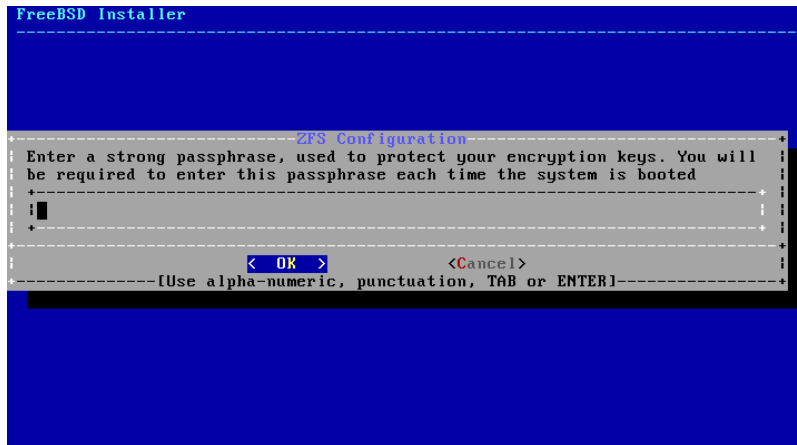 FreeBSD Installer
ZFS Configuration
Enter a strong passphrase, used to protect your encryption keys. You will
be required to enter this passphrase each time the system is booted
< OK > <Cancel>
[Use alpha-numeric, punctuation, TAB or ENTER]